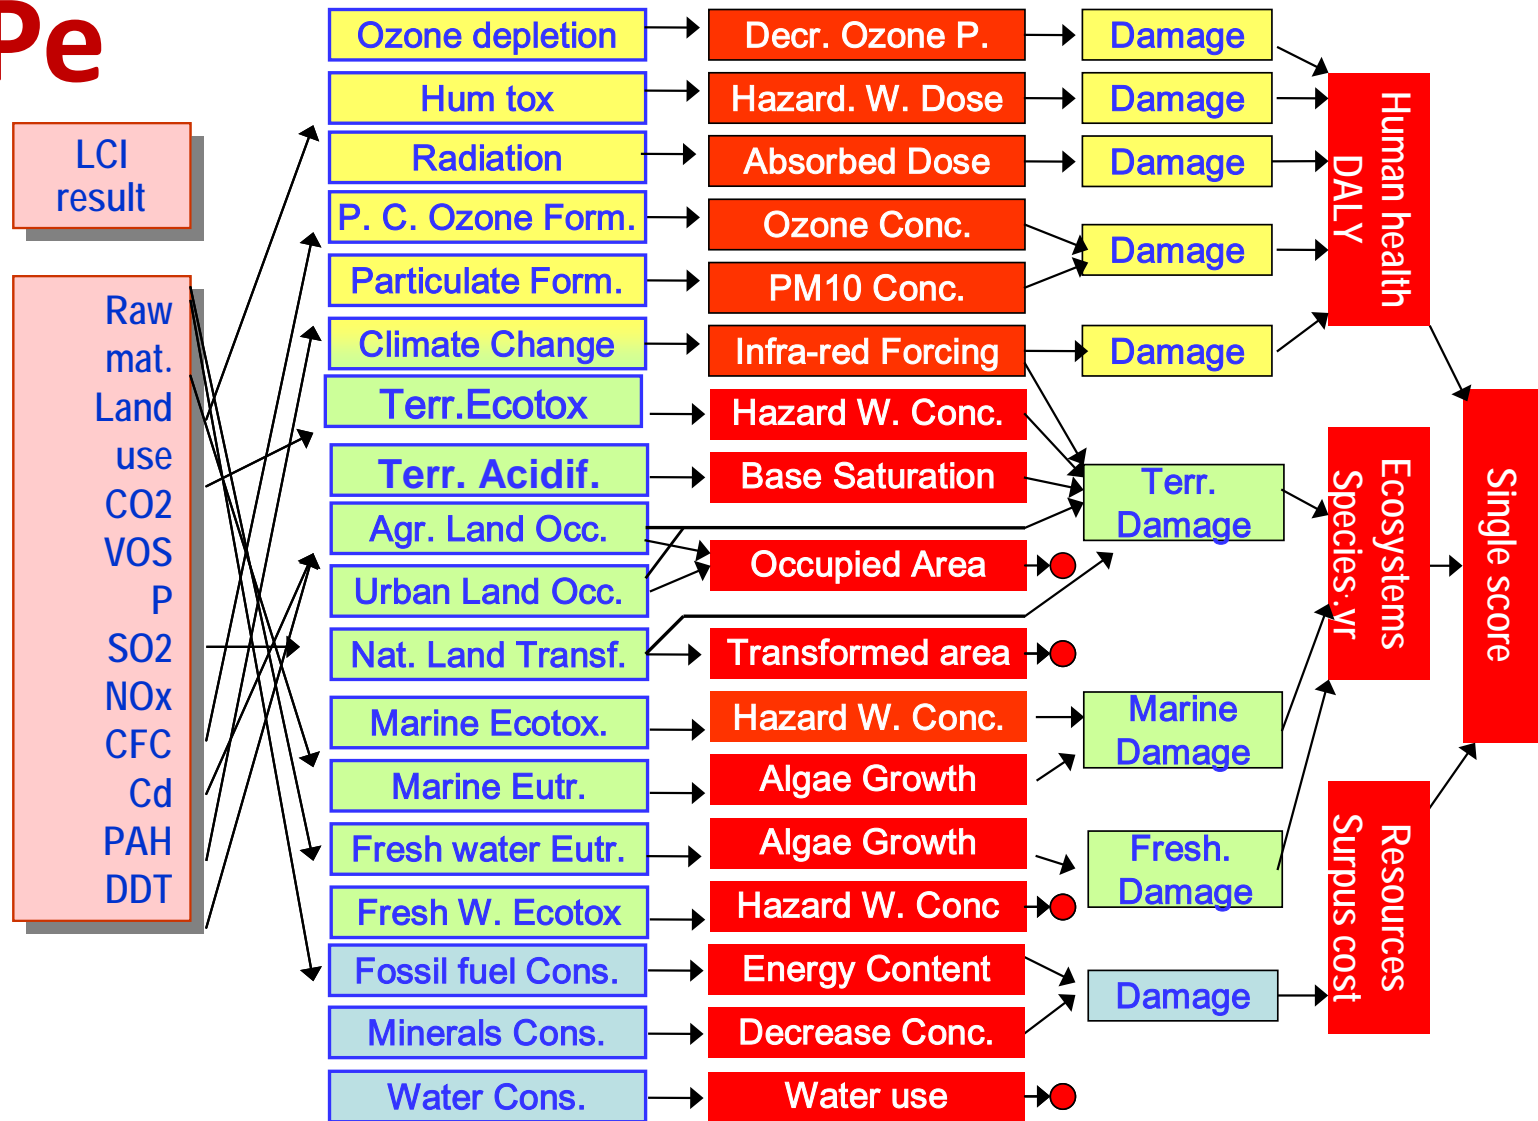 Pe
LCI
result
Raw
mat.
Land
use
CO2
VOS
P
SO2
NOx
CFC
Cd
PAH
DDT
Ozone depletion
Hum tox
Radiation
P. C. Ozone Form.
Particulate Form.
Climate Change
Terr.Ecotox
Terr. Acidif.
Agr. Land Occ.
Urban Land Occ.
Nat. Land Transf.
Marine Ecotox.
Marine Eutr.
Fresh water Eutr.
Fresh W. Ecotox
Fossil fuel Cons.
Minerals Cons.
Water Cons.
Decr. Ozone P.
Hazard. W. Dose
Absorbed Dose
Ozone Conc.
PM10 Conc.
Infra-red Forcing
Hazard W. Conc.
Base Saturation
Occupied Area
Transformed area
Hazard W. Conc.
Algae Growth
Algae Growth
Hazard W. Conc
Energy Content
Decrease Conc.
Water use
Damage
Damage
Damage
Damage
Damage
Terr.
Damage
Marine
Damage
Fresh.
Damage
Damage
Human health
DALY
Ecosystems
Species.yr
Resources
Surpus cost
Single score